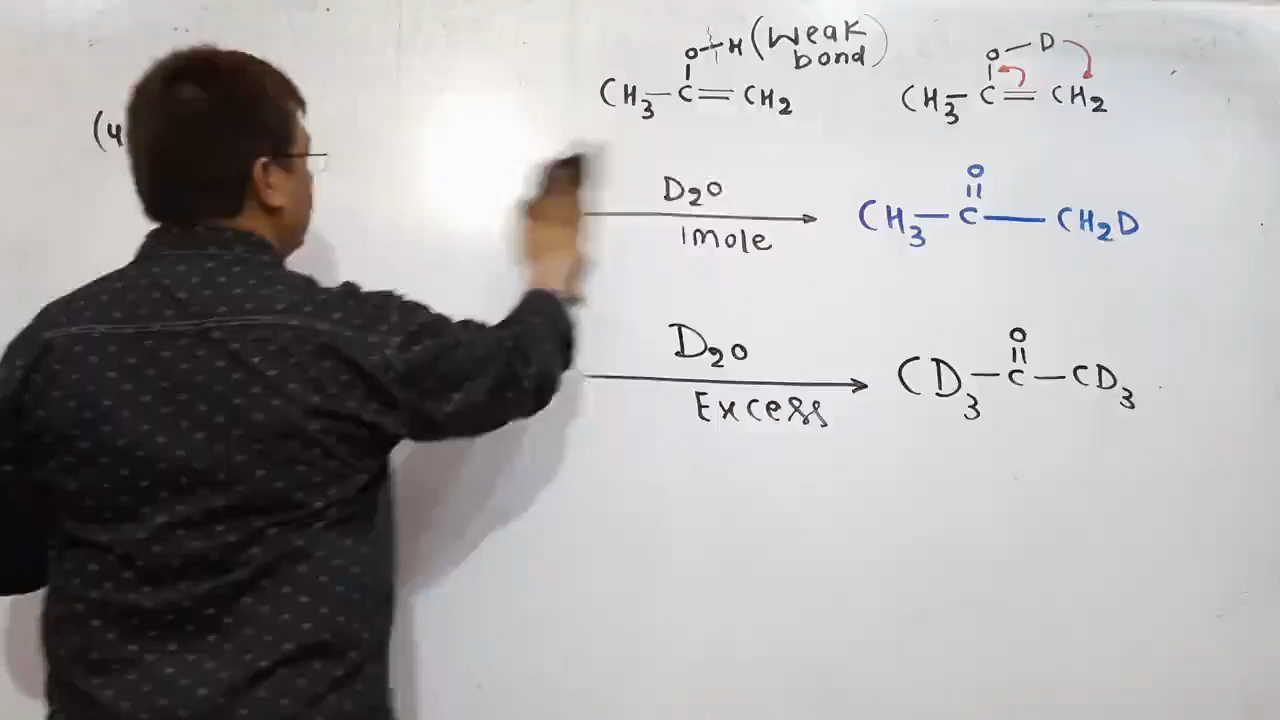 O-H (Weak bond)
CH3-C=CH2
O-D
CH3-C=CH2
(4
D2O
1mole
O
CH3-C-CH2D
D2O
Excess
O
CD3-C-CD3